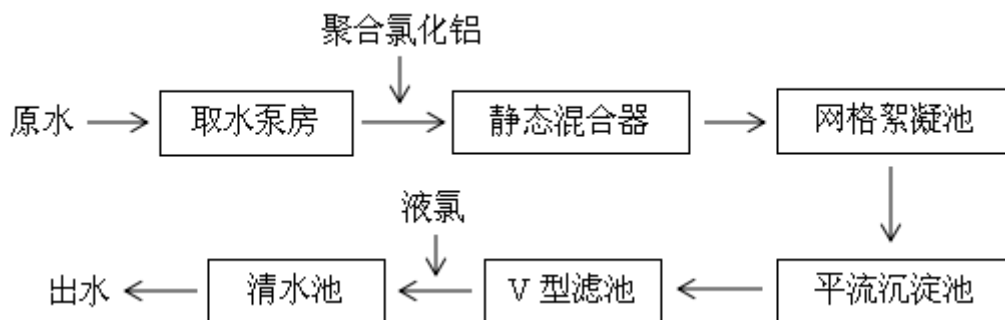 聚合氯化铝
原水
取水泵房
静态混合器
网格絮凝池
液氯
出水
清水池
V 型滤池
平流沉淀池